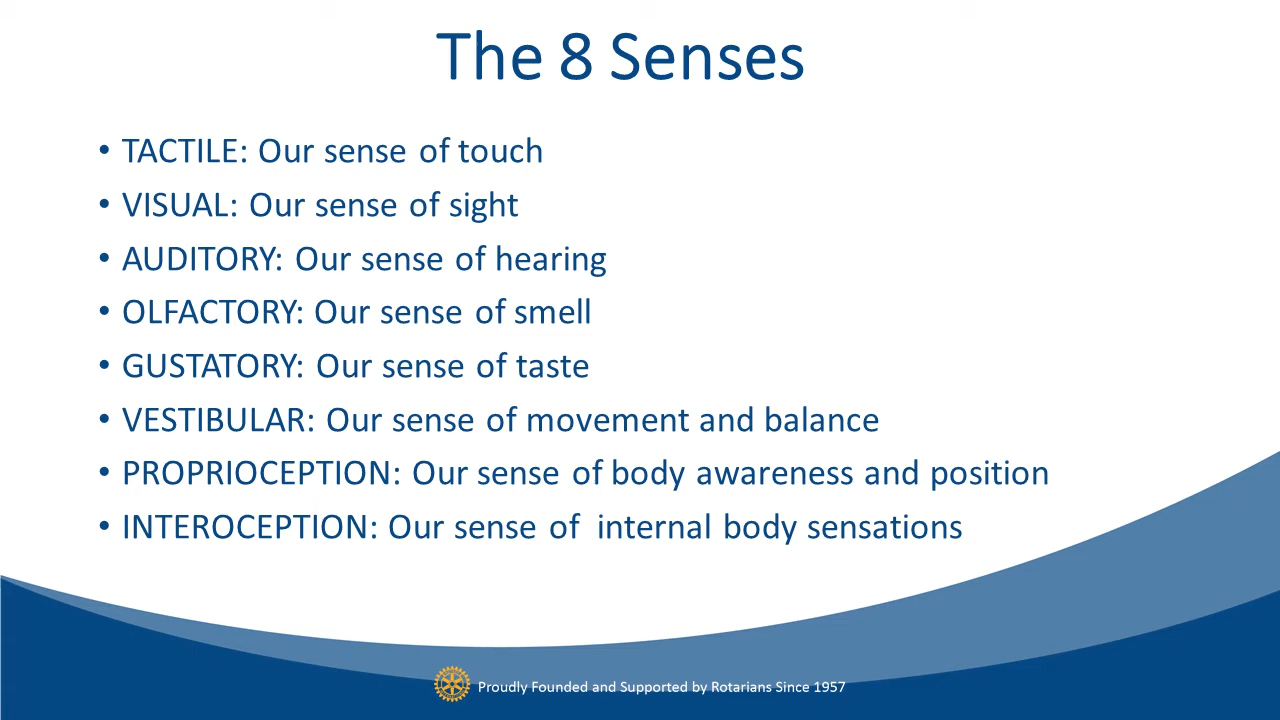 The 8 Senses
• TACTILE: Our sense of touch
• VISUAL: Our sense of sight
• AUDITORY: Our sense of hearing
• OLFACTORY: Our sense of smell
• GUSTATORY: Our sense of taste
• VESTIBULAR: Our sense of movement and balance
• PROPRIOCEPTION: Our sense of body awareness and position
• INTEROCEPTION: Our sense of  internal body sensations
Proudly Founded and Supported by Rotarians Since 1957